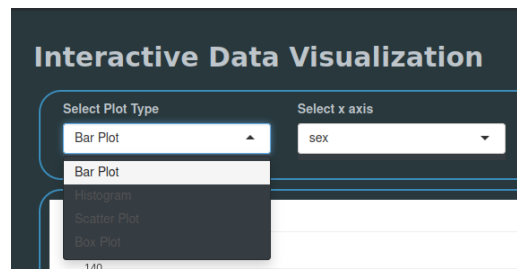 Interactive Data Visualization
Select Plot Type
Select x axis
Bar Plot
sex
Bar Plot
Histogram
Scatter Plot
Box Plot
140